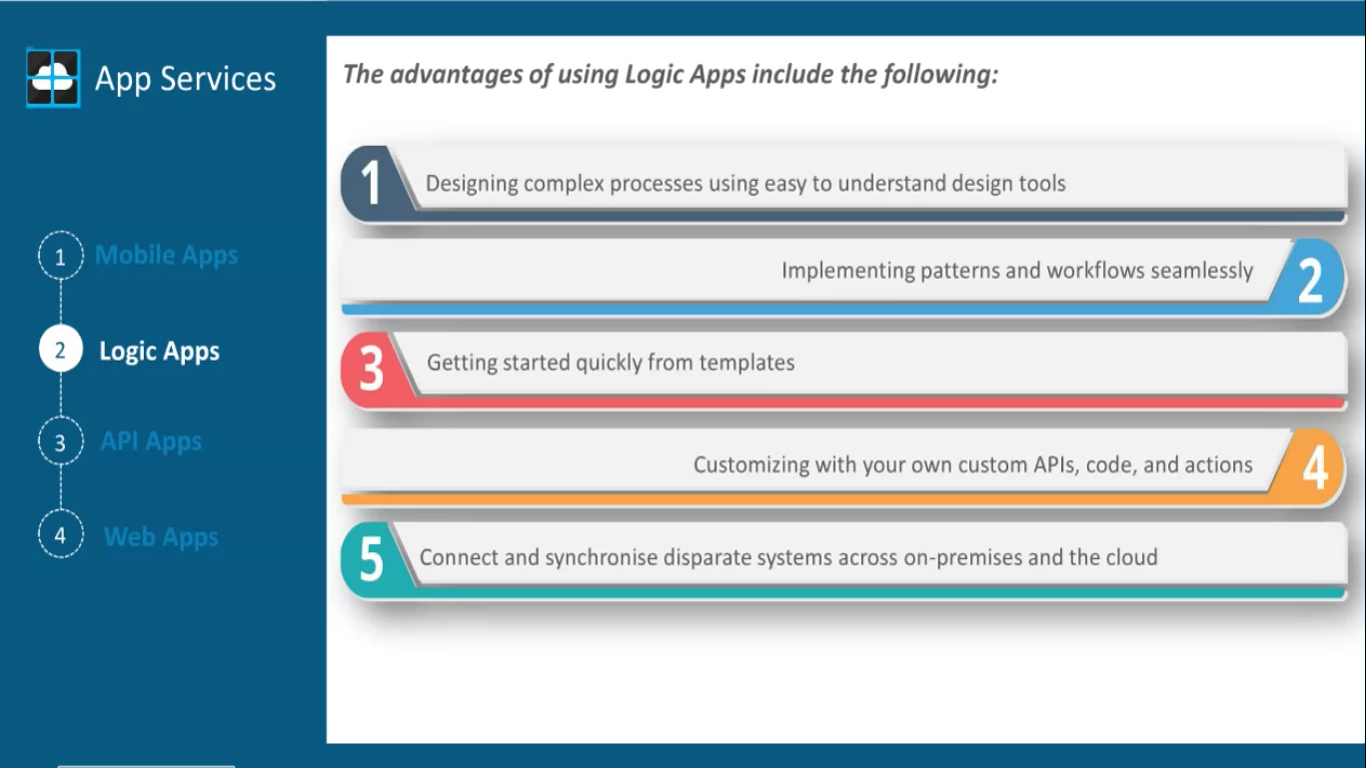 App Services
1 Mobile Apps
2 Logic Apps
3 API Apps
4 Web Apps
The advantages of using Logic Apps include the following:
1 Designing complex processes using easy to understand design tools
Implementing patterns and workflows seamlessly 2
3 Getting started quickly from templates
Customizing with your own custom APIs, code, and actions 4
5 Connect and synchronise disparate systems across on-premises and the cloud